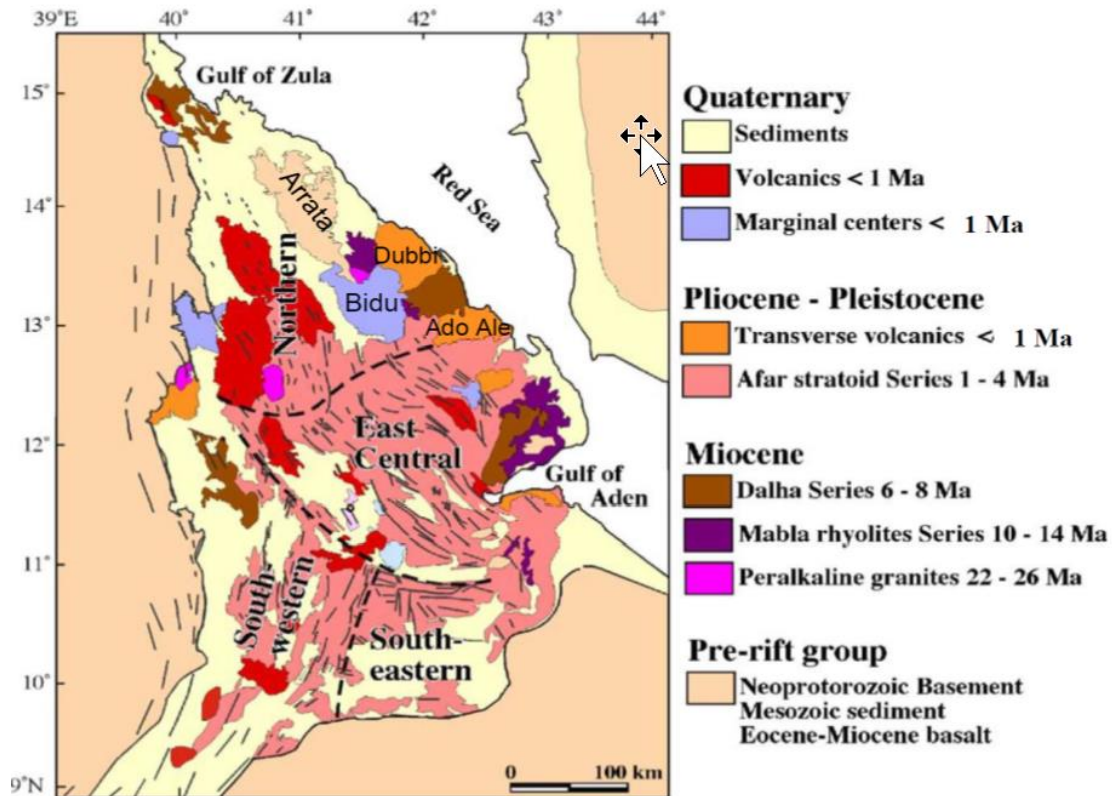 39°E 40° 41° 42° 43° 44°
15°
14°
13°
12°
11°
10°
9°N
Gulf of Zula
Red Sea
Arrata
Northern
Dubbi
Bidu
Ado Ale
East
Central
Gulf of
Aden
South-
western
South-
eastern
0 100 km
Quaternary
Sediments
Volcanics < 1 Ma
Marginal centers < 1 Ma
Pliocene - Pleistocene
Transverse volcanics < 1 Ma
Afar stratoid Series 1 - 4 Ma
Miocene
Dalha Series 6 - 8 Ma
Mabla rhyolites Series 10 - 14 Ma
Peralkaline granites 22 - 26 Ma
Pre-rift group
Neoprotorozoic Basement
Mesozoic sediment
Eocene-Miocene basalt